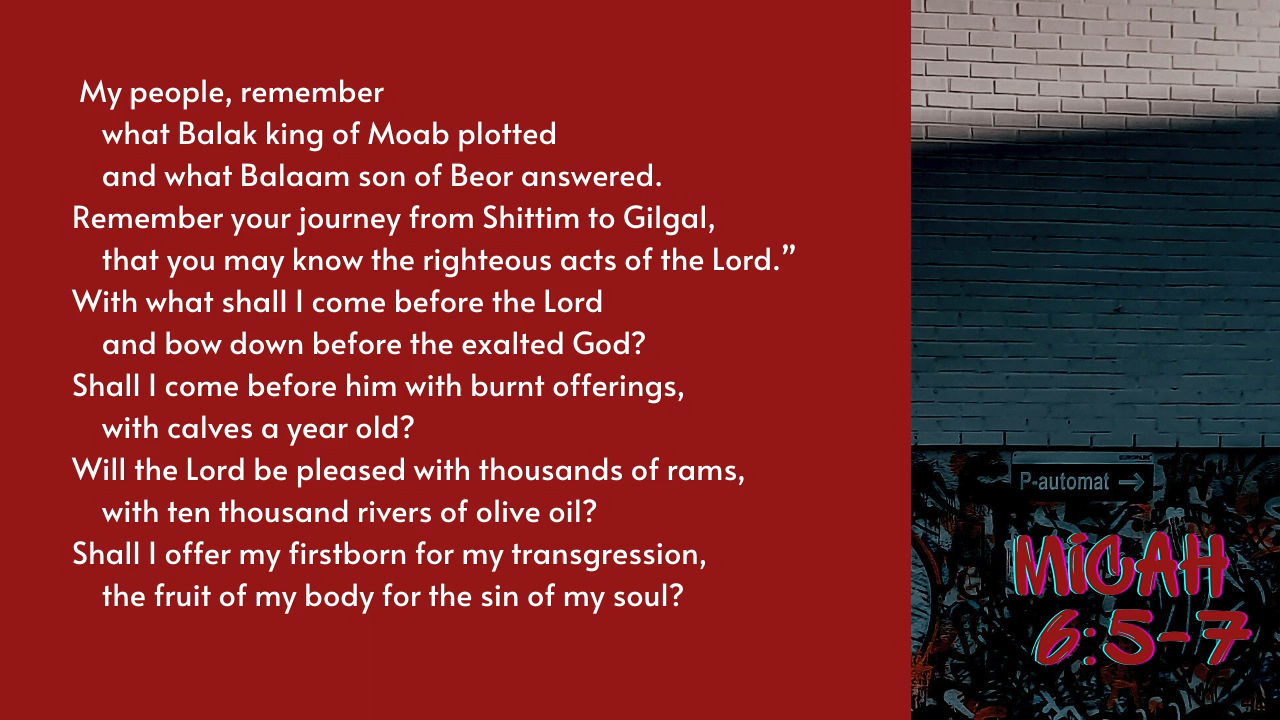 My people, remember
what Balak king of Moab plotted
and what Balaam son of Beor answered.
Remember your journey from Shittim to Gilgal,
that you may know the righteous acts of the Lord.”
With what shall I come before the Lord
and bow down before the exalted God?
Shall I come before him with burnt offerings,
with calves a year old?
Will the Lord be pleased with thousands of rams,
with ten thousand rivers of olive oil?
Shall I offer my firstborn for my transgression,
the fruit of my body for the sin of my soul?
P-automat →
MiCAH
6:5-7